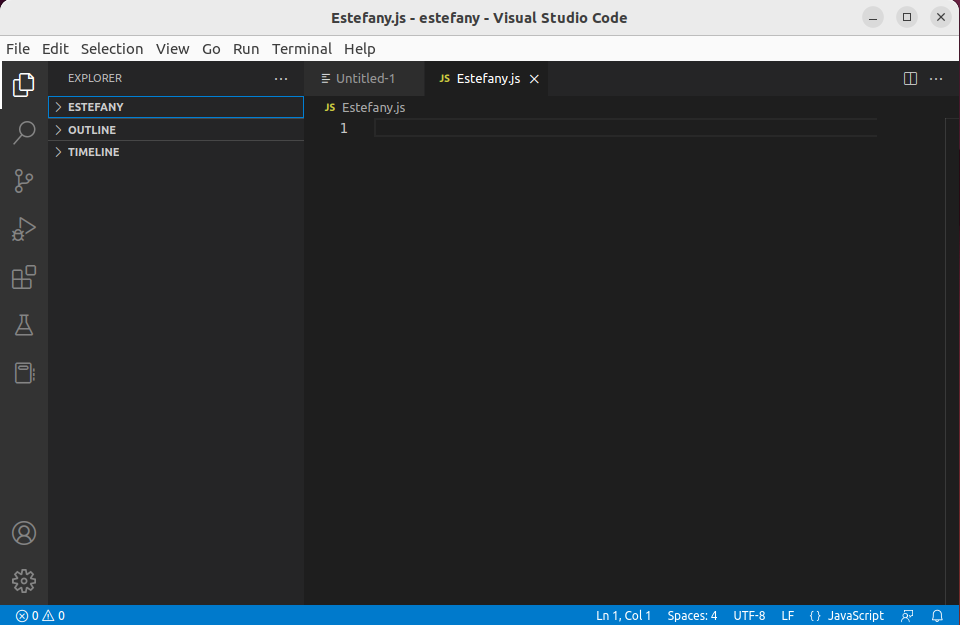 Estefany.js - estefany - Visual Studio Code
File Edit Selection View Go Run Terminal Help
EXPLORER
Untitled-1
JS Estefany.js
ESTEFANY
JS Estefany.js
OUTLINE
1
TIMELINE
0 0
Ln 1, Col 1 Spaces: 4 UTF-8 LF {} JavaScript